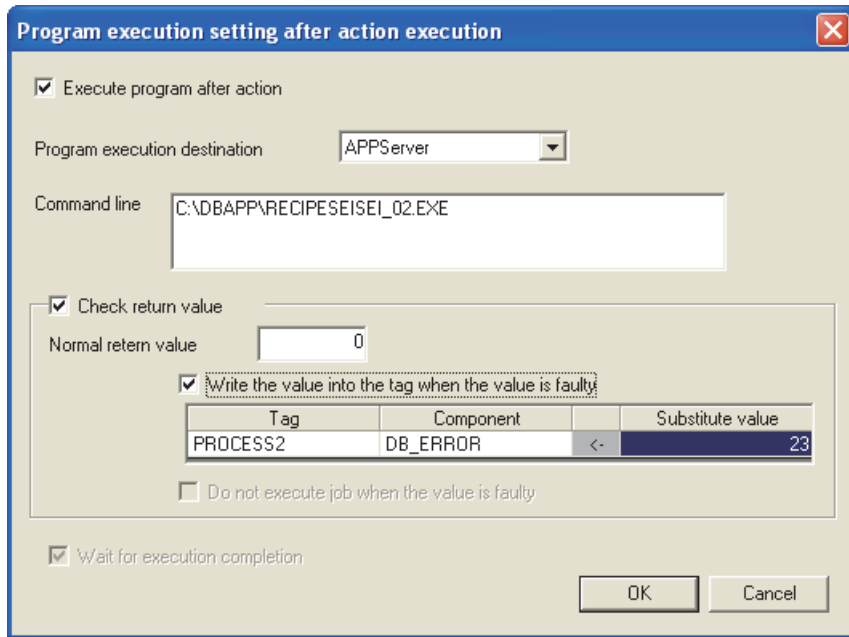 Program execution setting after action execution
Execute program after action
Program execution destination APPServer
Command line C:\DBAPP\RECIPESEISEI_02.EXE
Check return value
Normal retern value 0
Write the value into the tag when the value is faulty
Tag Component Substitute value
PROCESS2 DB_ERROR <- 23
Do not execute job when the value is faulty
Wait for execution completion
OK Cancel